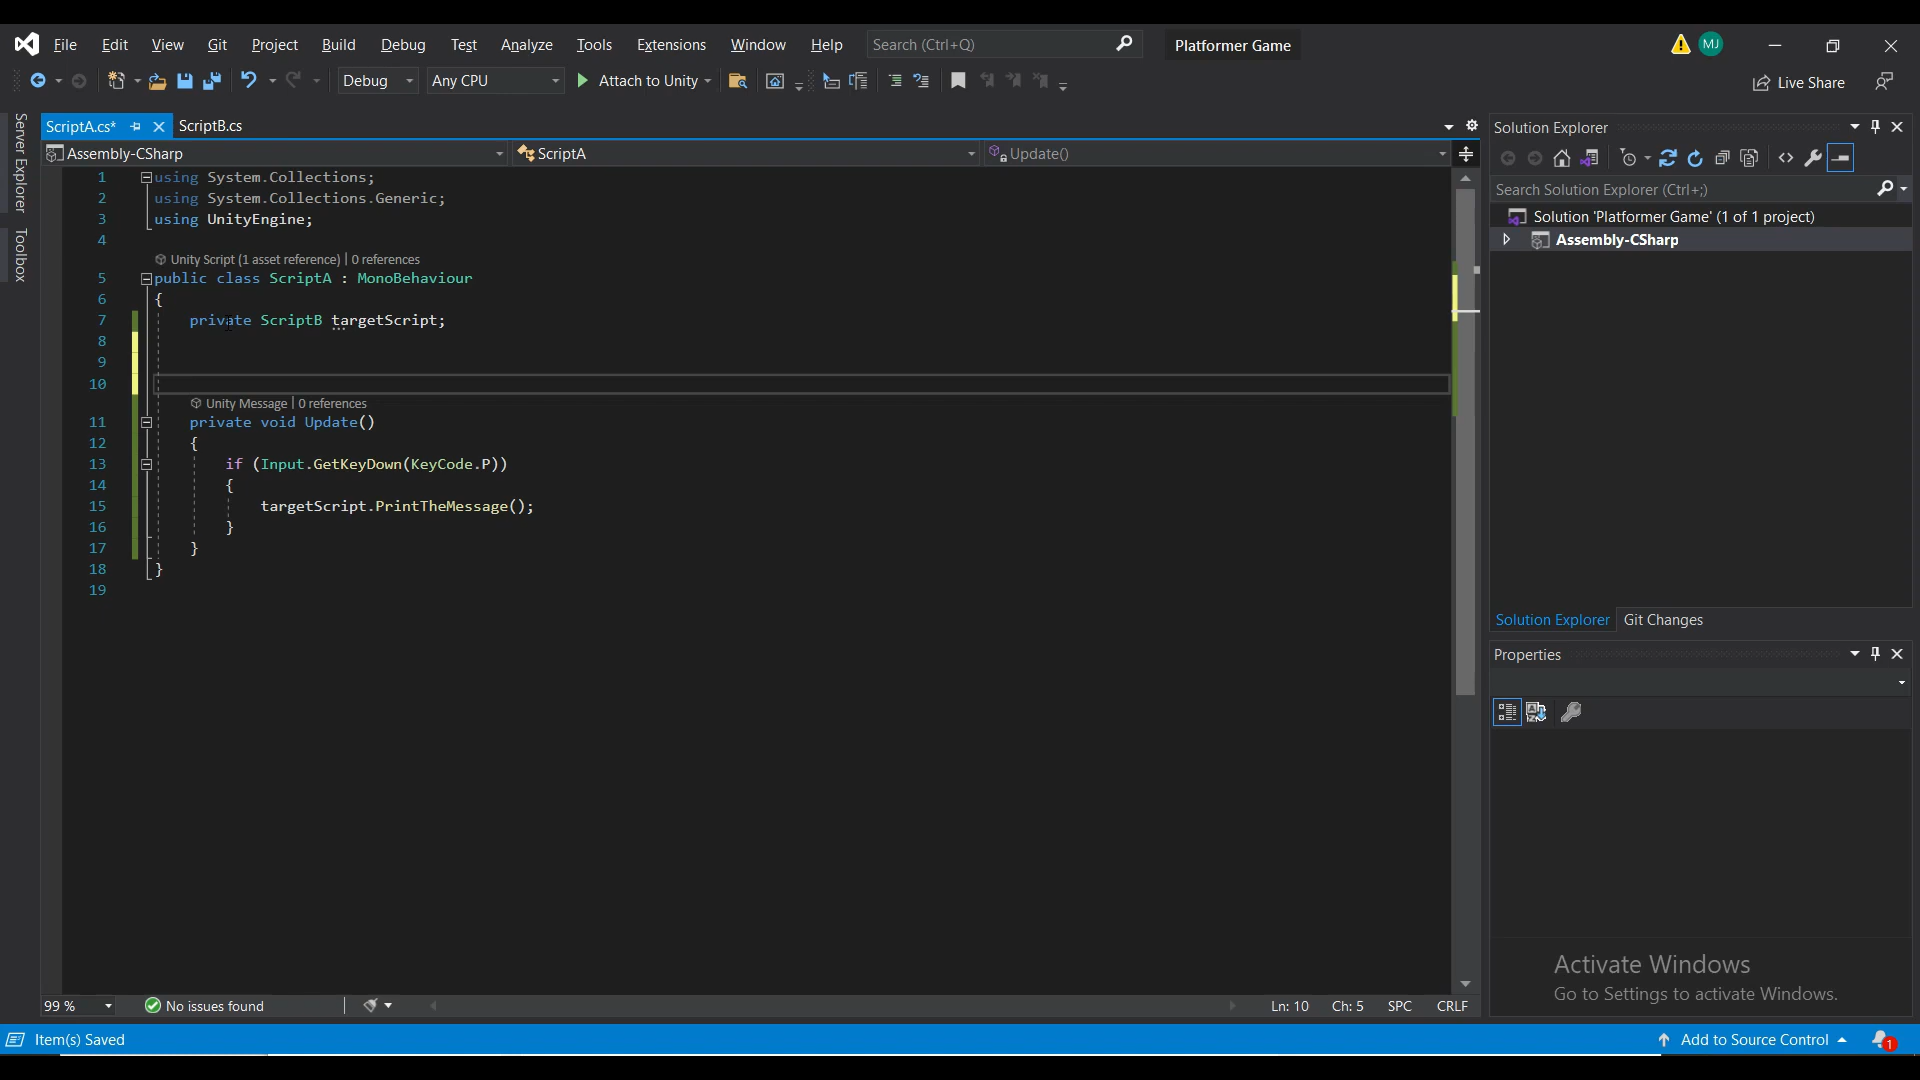 File Edit View Git Project Build Debug Test Analyze Tools Extensions Window Help Search (Ctrl+Q) Platformer Game MJ
Debug Any CPU Attach to Unity Live Share
Server Explorer
Toolbox
ScriptA.cs* ScriptB.cs
Assembly-CSharp ScriptA Update()
1 using System.Collections;
2 using System.Collections.Generic;
3 using UnityEngine;
4
Unity Script (1 asset reference) | 0 references
5 public class ScriptA : MonoBehaviour
6 {
7 private ScriptB targetScript;
8
9
10
Unity Message | 0 references
11 private void Update()
12 {
13 if (Input.GetKeyDown(KeyCode.P))
14 {
15 targetScript.PrintTheMessage();
16 }
17 }
18 }
19
99 % No issues found Ln: 10 Ch: 5 SPC CRLF
Solution Explorer
Search Solution Explorer (Ctrl+;)
Solution 'Platformer Game' (1 of 1 project)
Assembly-CSharp
Solution Explorer Git Changes
Properties
Activate Windows
Go to Settings to activate Windows.
Item(s) Saved Add to Source Control 1